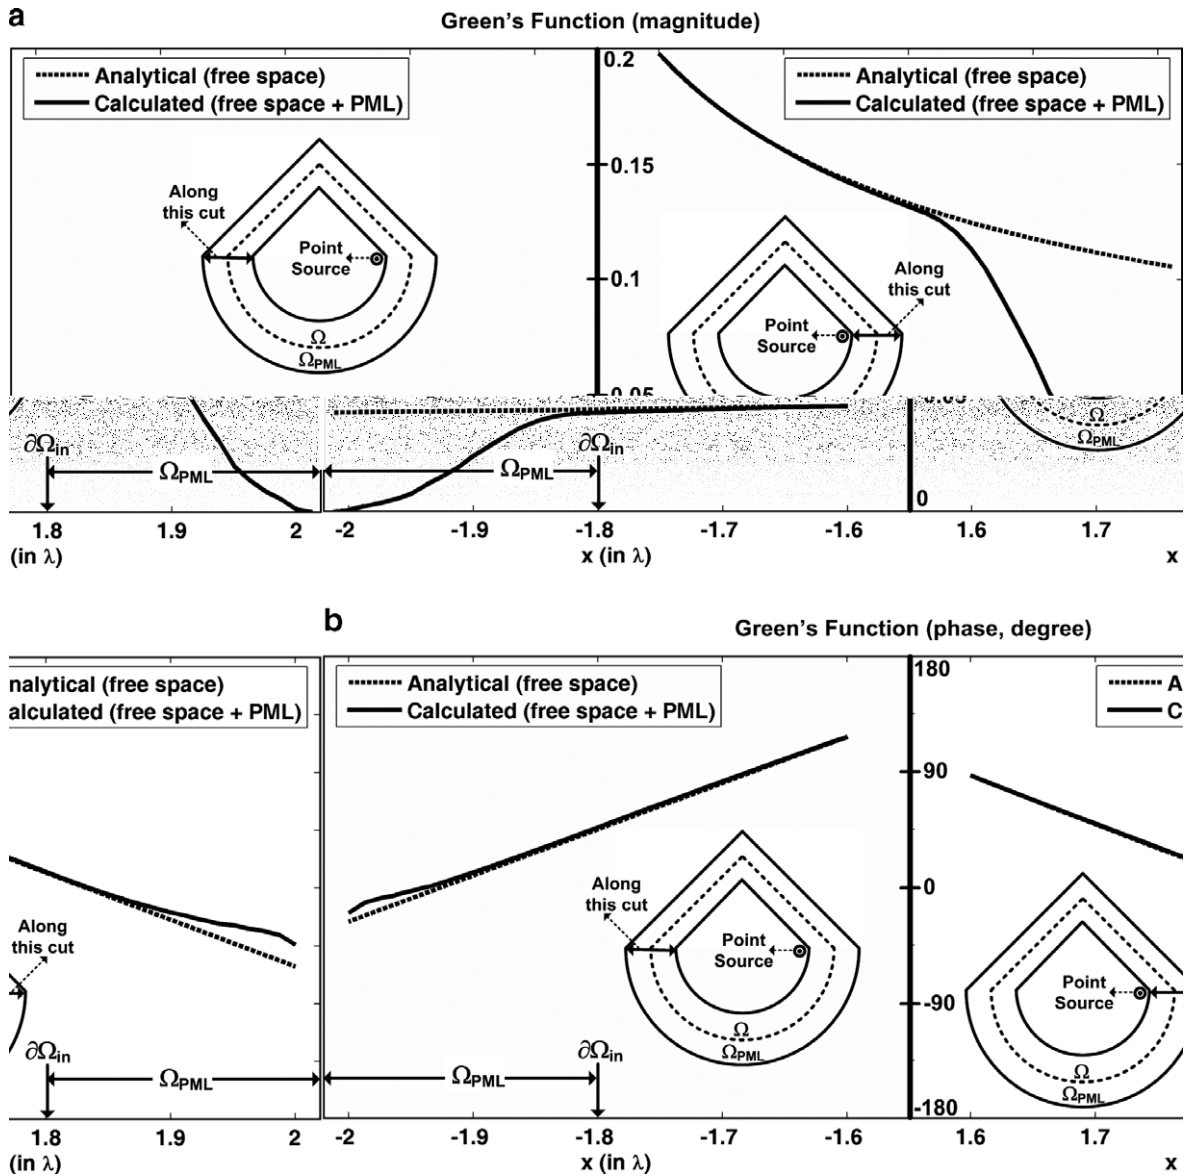 a
Green's Function (magnitude)
Analytical (free space)
Calculated (free space + PML)
Along
this cut
Point
Source
Ω
ΩPML
0.2
0.15
0.1
0.05
Analytical (free space)
Calculated (free space + PML)
Along
this cut
Point
Source
∂Ωin
ΩPML
ΩPML
∂Ωin
Ω
ΩPML
0
1.8 1.9 2 -2 -1.9 -1.8 -1.7 -1.6 1.6 1.7
(in λ) x (in λ) x
b
Green's Function (phase, degree)
nalytical (free space)
alculated (free space + PML)
Analytical (free space)
Calculated (free space + PML)
180
90
0
-90
-180
A
C
Along
this cut
Along
this cut
Point
Source
Ω
ΩPML
Point
Source
Ω
ΩPML
∂Ωin
ΩPML
ΩPML
∂Ωin
1.8 1.9 2 -2 -1.9 -1.8 -1.7 -1.6 1.6 1.7
(in λ) x (in λ) x